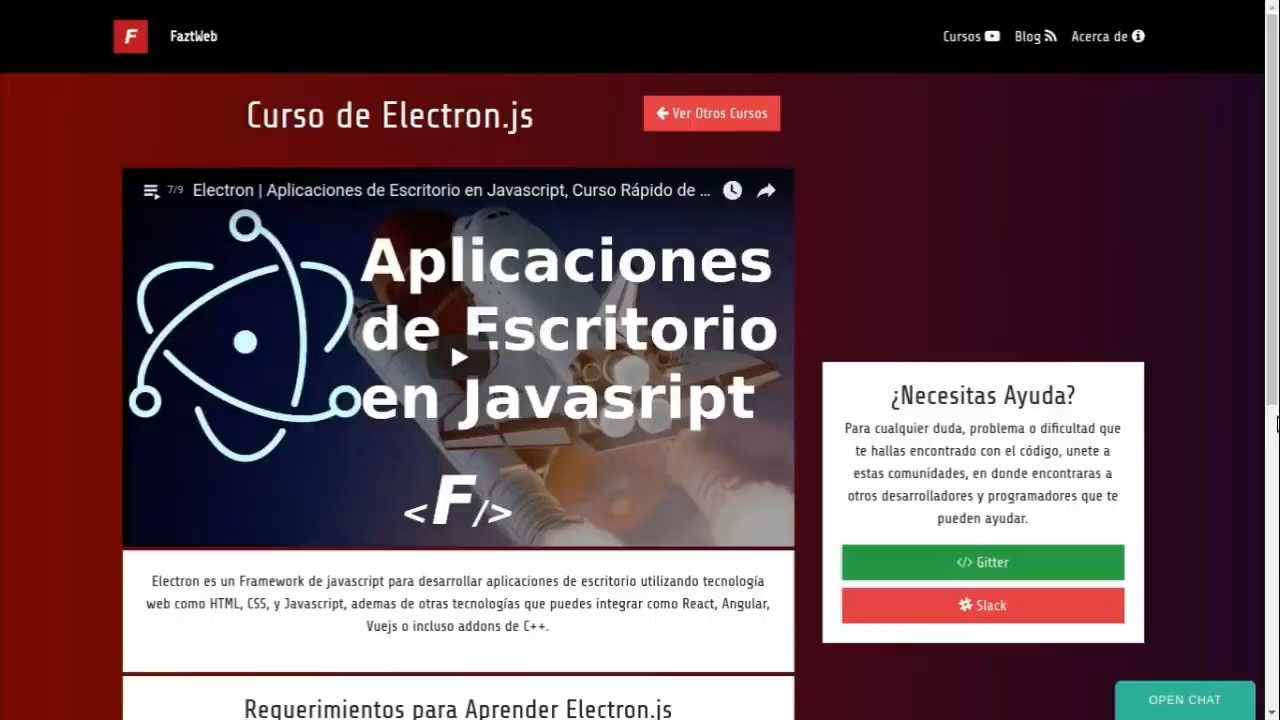 F
FaztWeb
Cursos
Blog
Acerca de
Curso de Electron.js
Ver Otros Cursos
7/9 Electron | Aplicaciones de Escritorio en Javascript, Curso Rápido de ...
Aplicaciones
de Escritorio
en Javasript
<F/>
Electron es un Framework de javascript para desarrollar aplicaciones de escritorio utilizando tecnología
web como HTML, CSS, y Javascript, ademas de otras tecnologías que puedes integrar como React, Angular,
Vuejs o incluso addons de C++.
Requerimientos para Aprender Electron.js
¿Necesitas Ayuda?
Para cualquier duda, problema o dificultad que
te hallas encontrado con el código, unete a
estas comunidades, en donde encontraras a
otros desarrolladores y programadores que te
pueden ayudar.
</> Gitter
Slack
OPEN CHAT